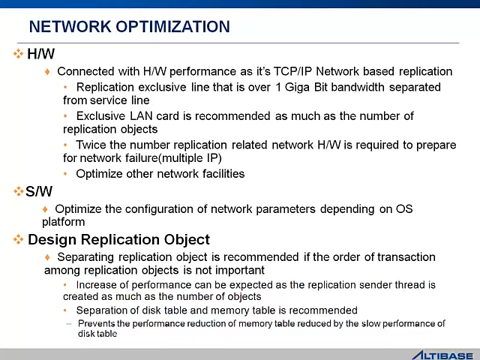 NETWORK OPTIMIZATION
H/W
Connected with H/W performance as it's TCP/IP Network based replication
• Replication exclusive line that is over 1 Giga Bit bandwidth separated
from service line
• Exclusive LAN card is recommended as much as the number of
replication objects
• Twice the number replication related network H/W is required to prepare
for network failure(multiple IP)
• Optimize other network facilities
S/W
Optimize the configuration of network parameters depending on OS
platform
Design Replication Object
Separating replication object is recommended if the order of transaction
among replication objects is not important
• Increase of performance can be expected as the replication sender thread is
created as much as the number of objects
• Separation of disk table and memory table is recommended
– Prevents the performance reduction of memory table reduced by the slow performance of
disk table
ALTIBASE